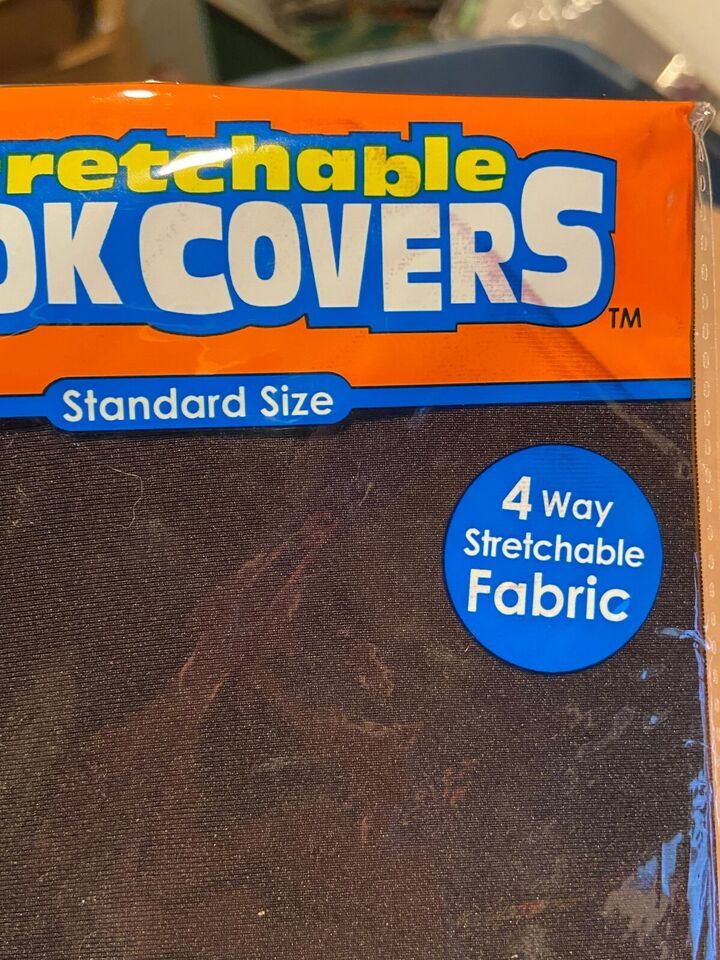 retchable
OK COVERS
TM
Standard Size
4 Way
Stretchable
Fabric